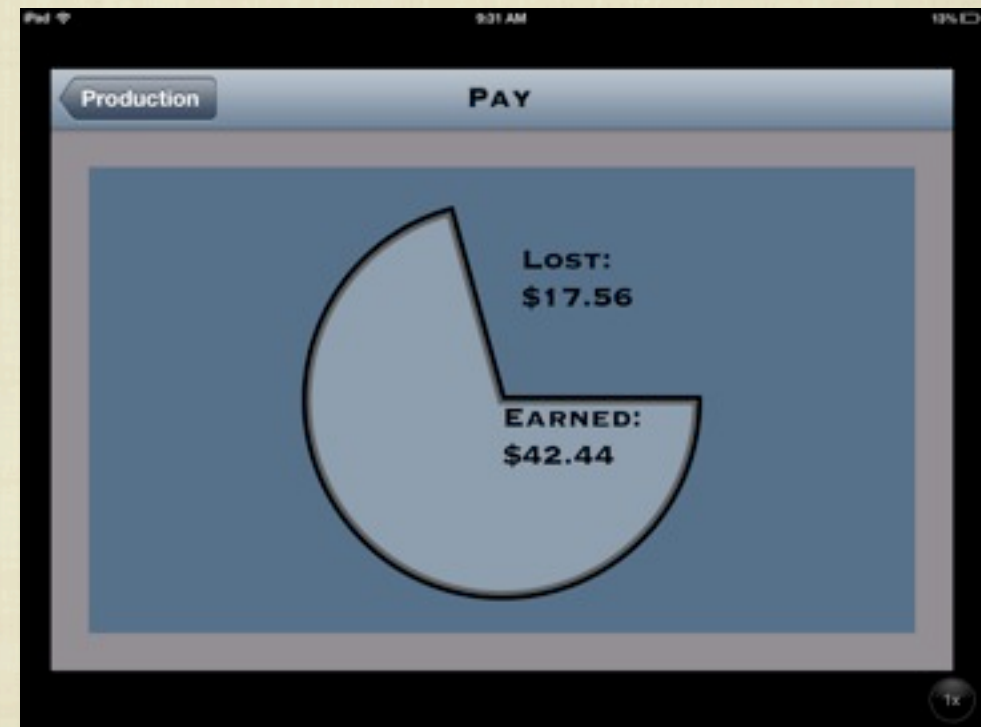 iPad
9:31 AM
13%
Production
PAY
LOST:
$17.56
EARNED:
$42.44
1x